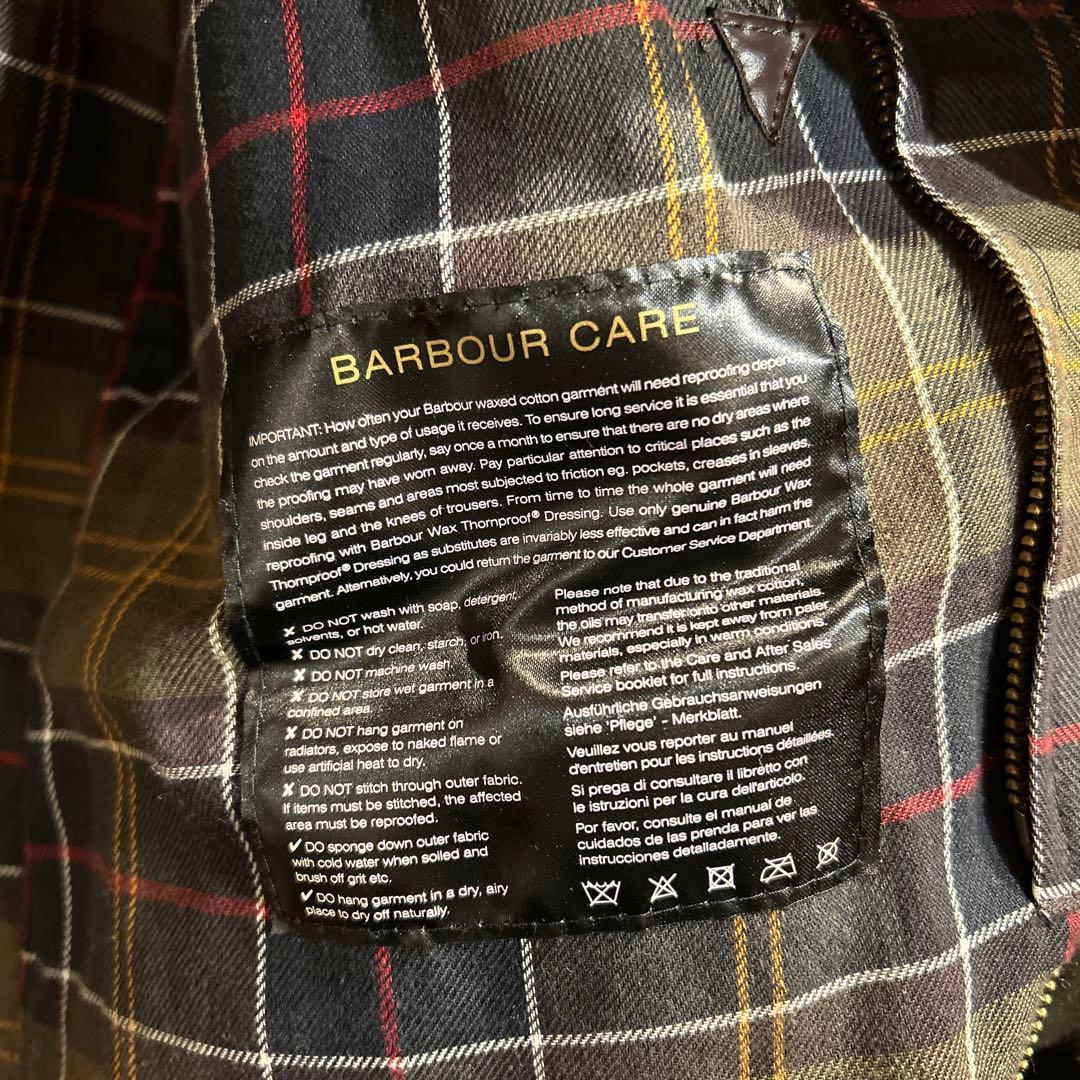 BARBOUR CARE
IMPORTANT: How often your Barbour waxed cotton garment will need reproofing depends
on the amount and type of usage it receives. To ensure long service it is essential that you
check the garment regularly, say once a month to ensure that there are no dry areas where
the proofing may have worn away. Pay particular attention to critical places such as the
shoulders, seams and areas most subjected to friction eg. pockets, creases in sleeves,
inside leg and the knees of trousers. From time to time the whole garment will need
reproofing with Barbour Wax Thornproof® Dressing. Use only genuine Barbour Wax
Thornproof® Dressing as substitutes are invariably less effective and can in fact harm the
garment. Alternatively, you could return the garment to our Customer Service Department.
✘ DO NOT wash with soap, detergent,
solvents, or hot water.
✘ DO NOT dry clean, starch, or iron.
✘ DO NOT machine wash.
✘ DO NOT store wet garment in a
confined area.
✘ DO NOT hang garment on
radiators, expose to naked flame or
use artificial heat to dry.
✘ DO NOT stitch through outer fabric.
If items must be stitched, the affected
area must be reproofed.
✔ DO sponge down outer fabric
with cold water when soiled and
brush off grit etc.
✔ DO hang garment in a dry, airy
place to dry off naturally.
Please note that due to the traditional
method of manufacturing wax cotton,
the oils may transfer onto other materials.
We recommend it is kept away from paler
materials, especially in warm conditions.
Please refer to the Care and After Sales
Service booklet for full instructions.
Ausführliche Gebrauchsanweisungen
siehe 'Pflege' - Merkblatt.
Veuillez vous reporter au manuel
d'entretien pour les instructions détaillées.
Si prega di consultare il libretto con
le istruzioni per la cura dell'articolo.
Por favor, consulte el manual de
cuidados de las prenda para ver las
instrucciones detalladamente.